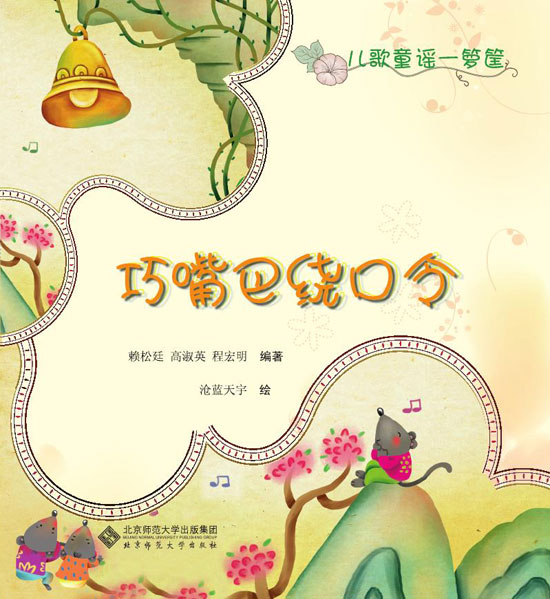 儿歌童谣一箩筐
巧嘴巴绕口令
赖松廷 高淑英 程宏明 编著
沧蓝天宇 绘
北京师范大学出版集团
BEIJING NORMAL UNIVERSITY PUBLISHING GROUP
北京师范大学出版社